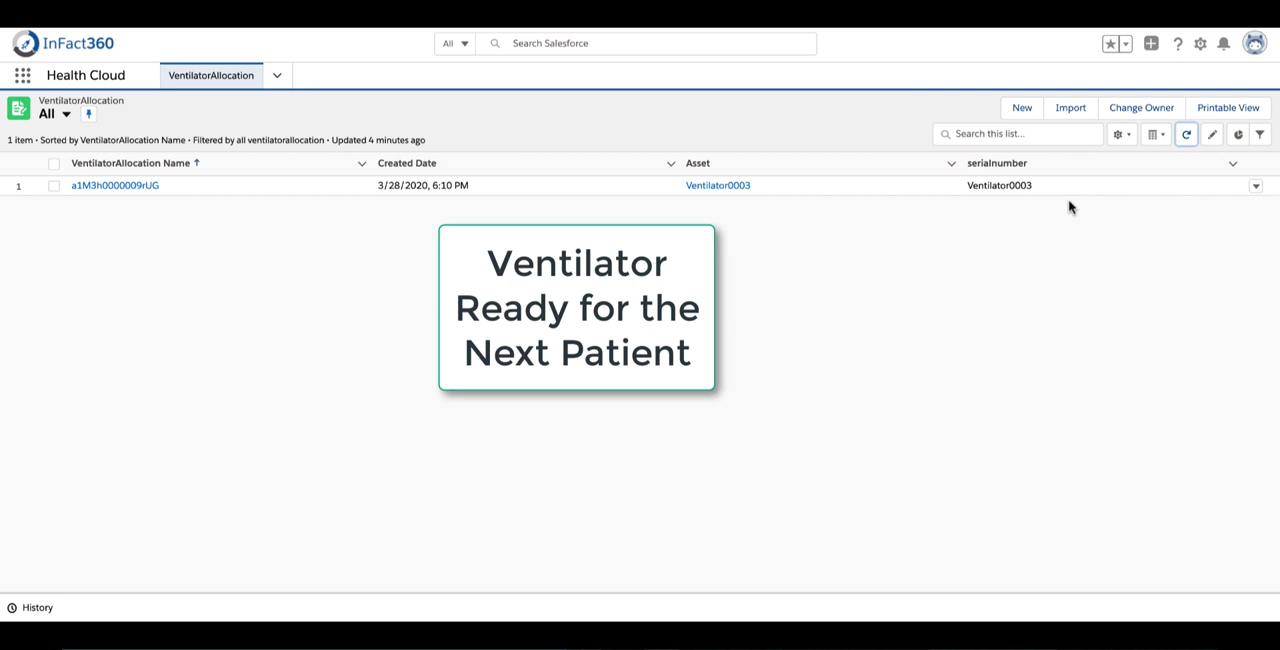 InFact360
All
Search Salesforce
Health Cloud
VentilatorAllocation
VentilatorAllocation
All
New
Import
Change Owner
Printable View
1 item • Sorted by VentilatorAllocation Name • Filtered by all ventilatorallocation • Updated 4 minutes ago
Search this list...
VentilatorAllocation Name
Created Date
Asset
serialnumber
1
a1M3h0000009rUG
3/28/2020, 6:10 PM
Ventilator0003
Ventilator0003
Ventilator
Ready for the
Next Patient
History